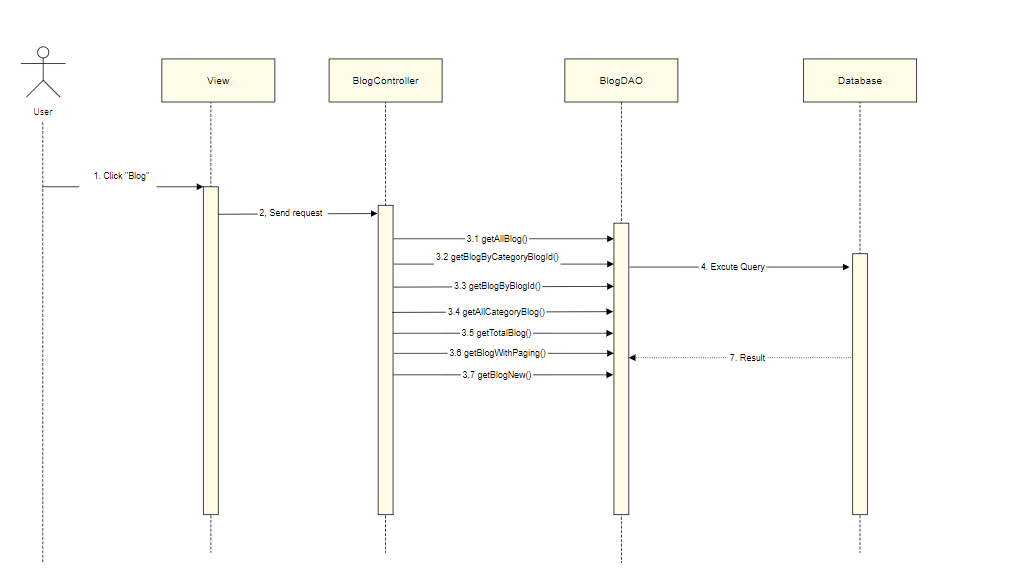 User
View
BlogController
BlogDAO
Database
1. Click "Blog"
2, Send request
3.1 getAllBlog()
3.2 getBlogByCategoryBlogId()
4. Excute Query
3.3 getBlogByBlogId()
3.4 getAllCategoryBlog()
3.5 getTotalBlog()
3.6 getBlogWithPaging()
7. Result
3.7 getBlogNew()